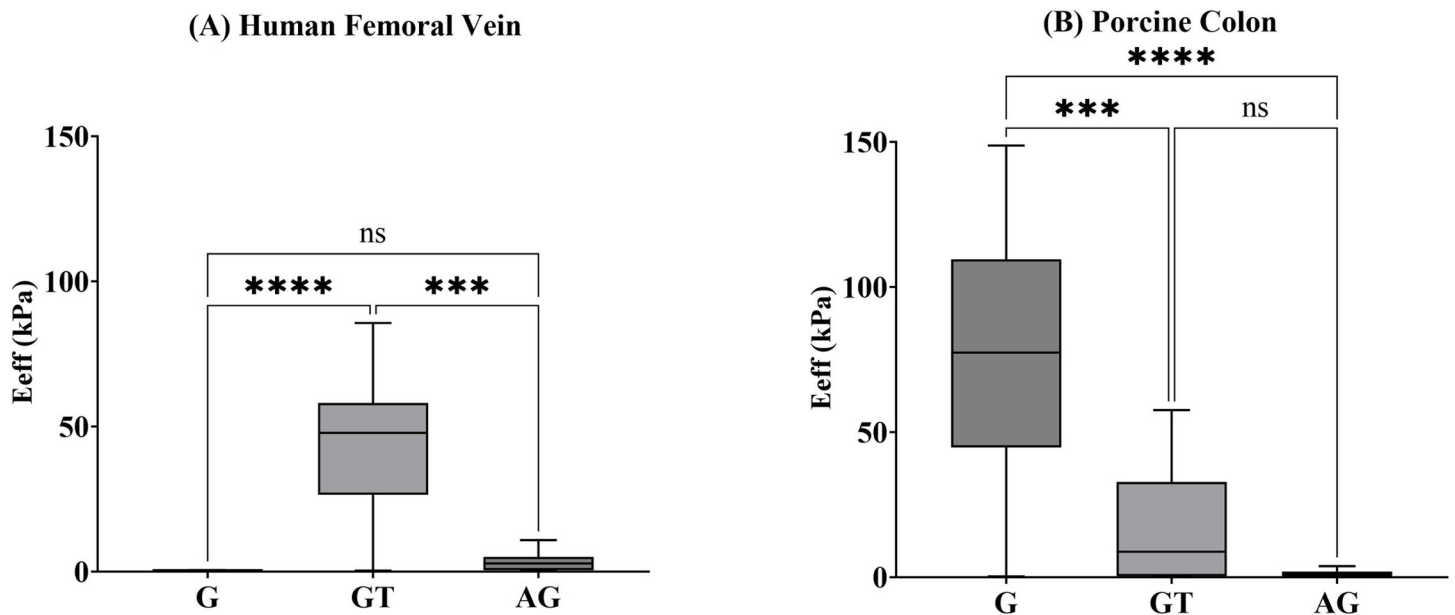 (A) Human Femoral Vein
Eeff (kPa)
150
100
50
0
ns
**** ***
G GT AG
(B) Porcine Colon
Eeff (kPa)
150
100
50
0
****
*** ns
G GT AG